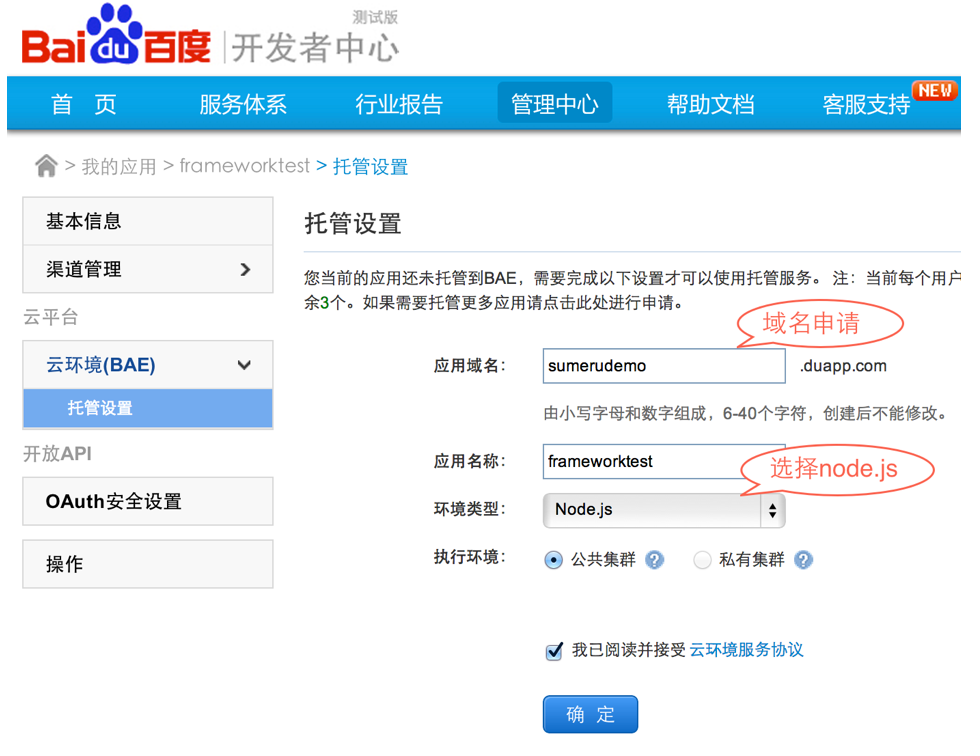 测试版
Bai du 百度 开发者中心
首 页 服务体系 行业报告 管理中心 帮助文档 客服支持 NEW
> 我的应用 > frameworktest > 托管设置
基本信息
渠道管理
云平台
云环境(BAE)
托管设置
开放API
OAuth安全设置
操作
托管设置
您当前的应用还未托管到BAE，需要完成以下设置才可以使用托管服务。 注：当前每个用户
余3个。如果需要托管更多应用请点击此处进行申请。
域名申请
应用域名： sumerudemo .duapp.com
由小写字母和数字组成，6-40个字符，创建后不能修改。
应用名称： frameworktest
选择node.js
环境类型： Node.js
执行环境： 公共集群 ? 私有集群 ?
我已阅读并接受 云环境服务协议
确 定